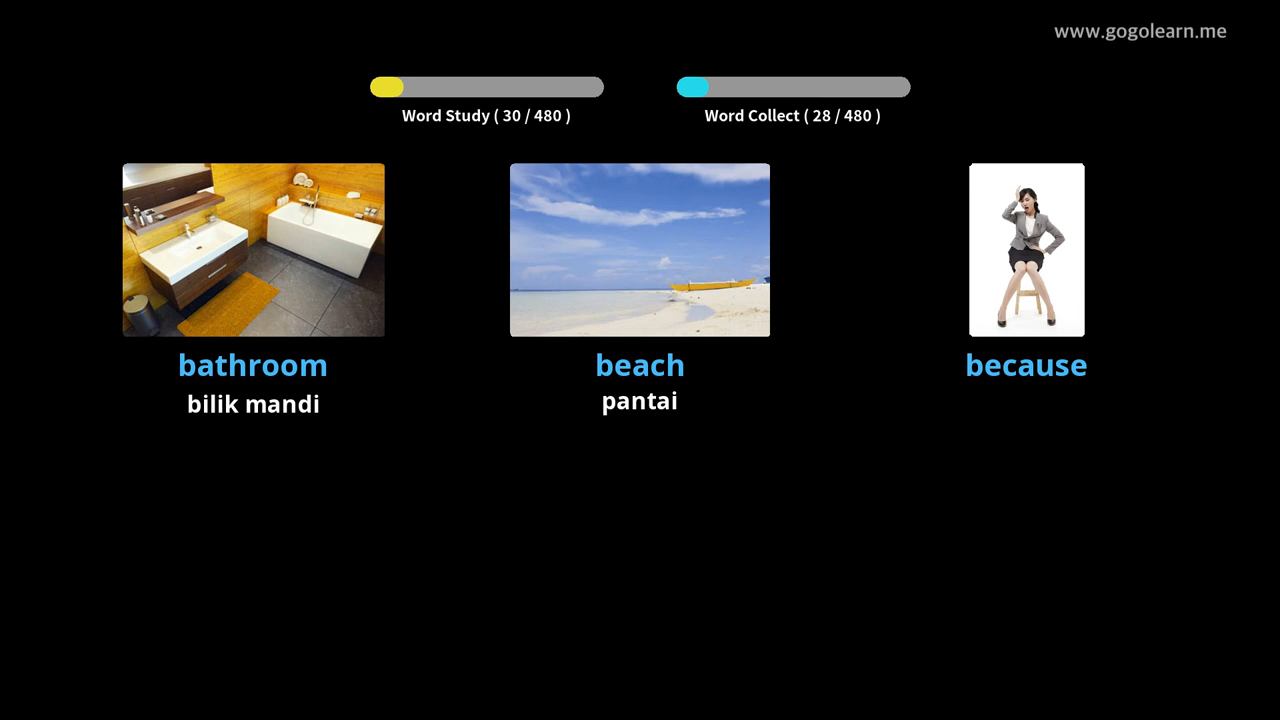 www.gogolearn.me
Word Study ( 30 / 480 )
Word Collect ( 28 / 480 )
bathroom
bilik mandi
beach
pantai
because